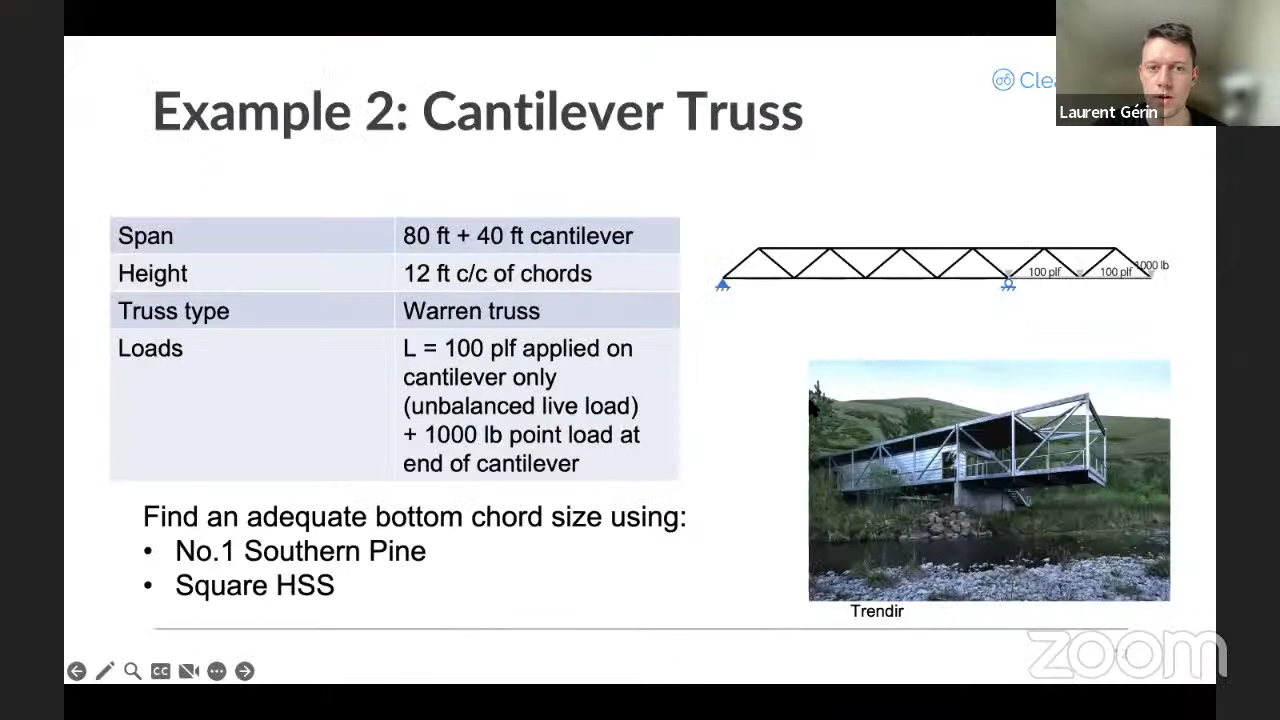 Example 2: Cantilever Truss
Laurent Gérin
Span 80 ft + 40 ft cantilever
Height 12 ft c/c of chords
Truss type Warren truss
Loads L = 100 plf applied on
cantilever only
(unbalanced live load)
+ 1000 lb point load at
end of cantilever
100 plf 100 plf 1000 lb
Find an adequate bottom chord size using:
• No.1 Southern Pine
• Square HSS
Trendir
CC
zoom